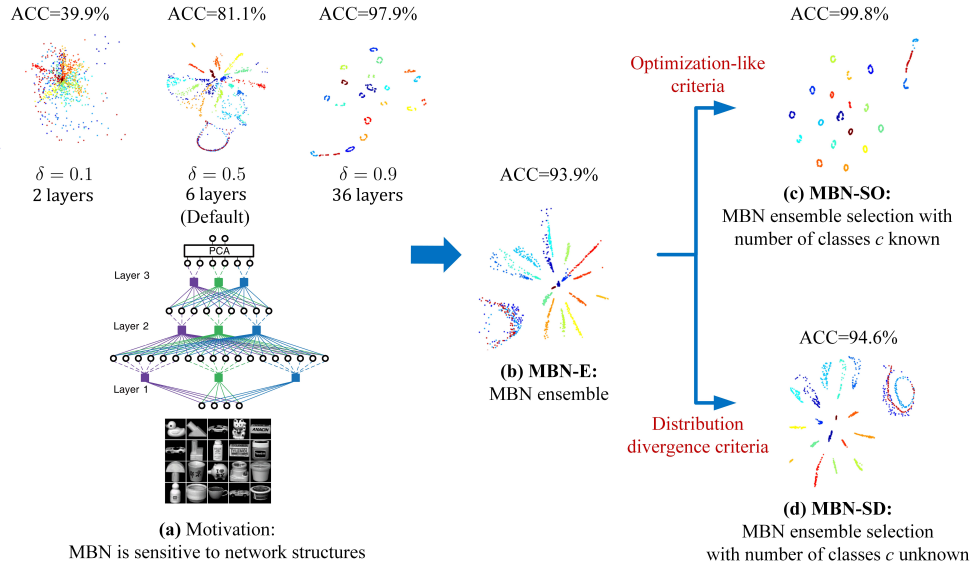 ACC=39.9%
ACC=81.1%
ACC=97.9%
δ = 0.1
2 layers
δ = 0.5
6 layers
(Default)
δ = 0.9
36 layers
PCA
Layer 3
Layer 2
Layer 1
ANACIN
(a) Motivation:
MBN is sensitive to network structures
ACC=93.9%
(b) MBN-E:
MBN ensemble
Optimization-like
criteria
Distribution
divergence criteria
ACC=99.8%
(c) MBN-SO:
MBN ensemble selection with
number of classes c known
ACC=94.6%
(d) MBN-SD:
MBN ensemble selection
with number of classes c unknown